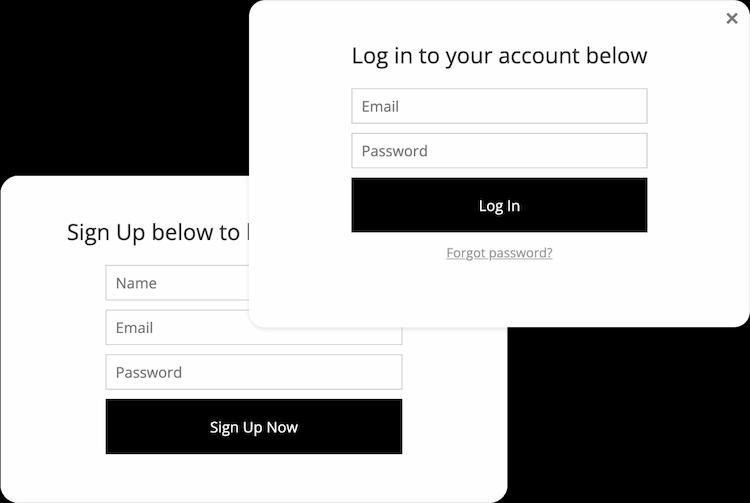 Log in to your account below
Email
Password
Log In
Forgot password?
Sign Up below to
Name
Email
Password
Sign Up Now